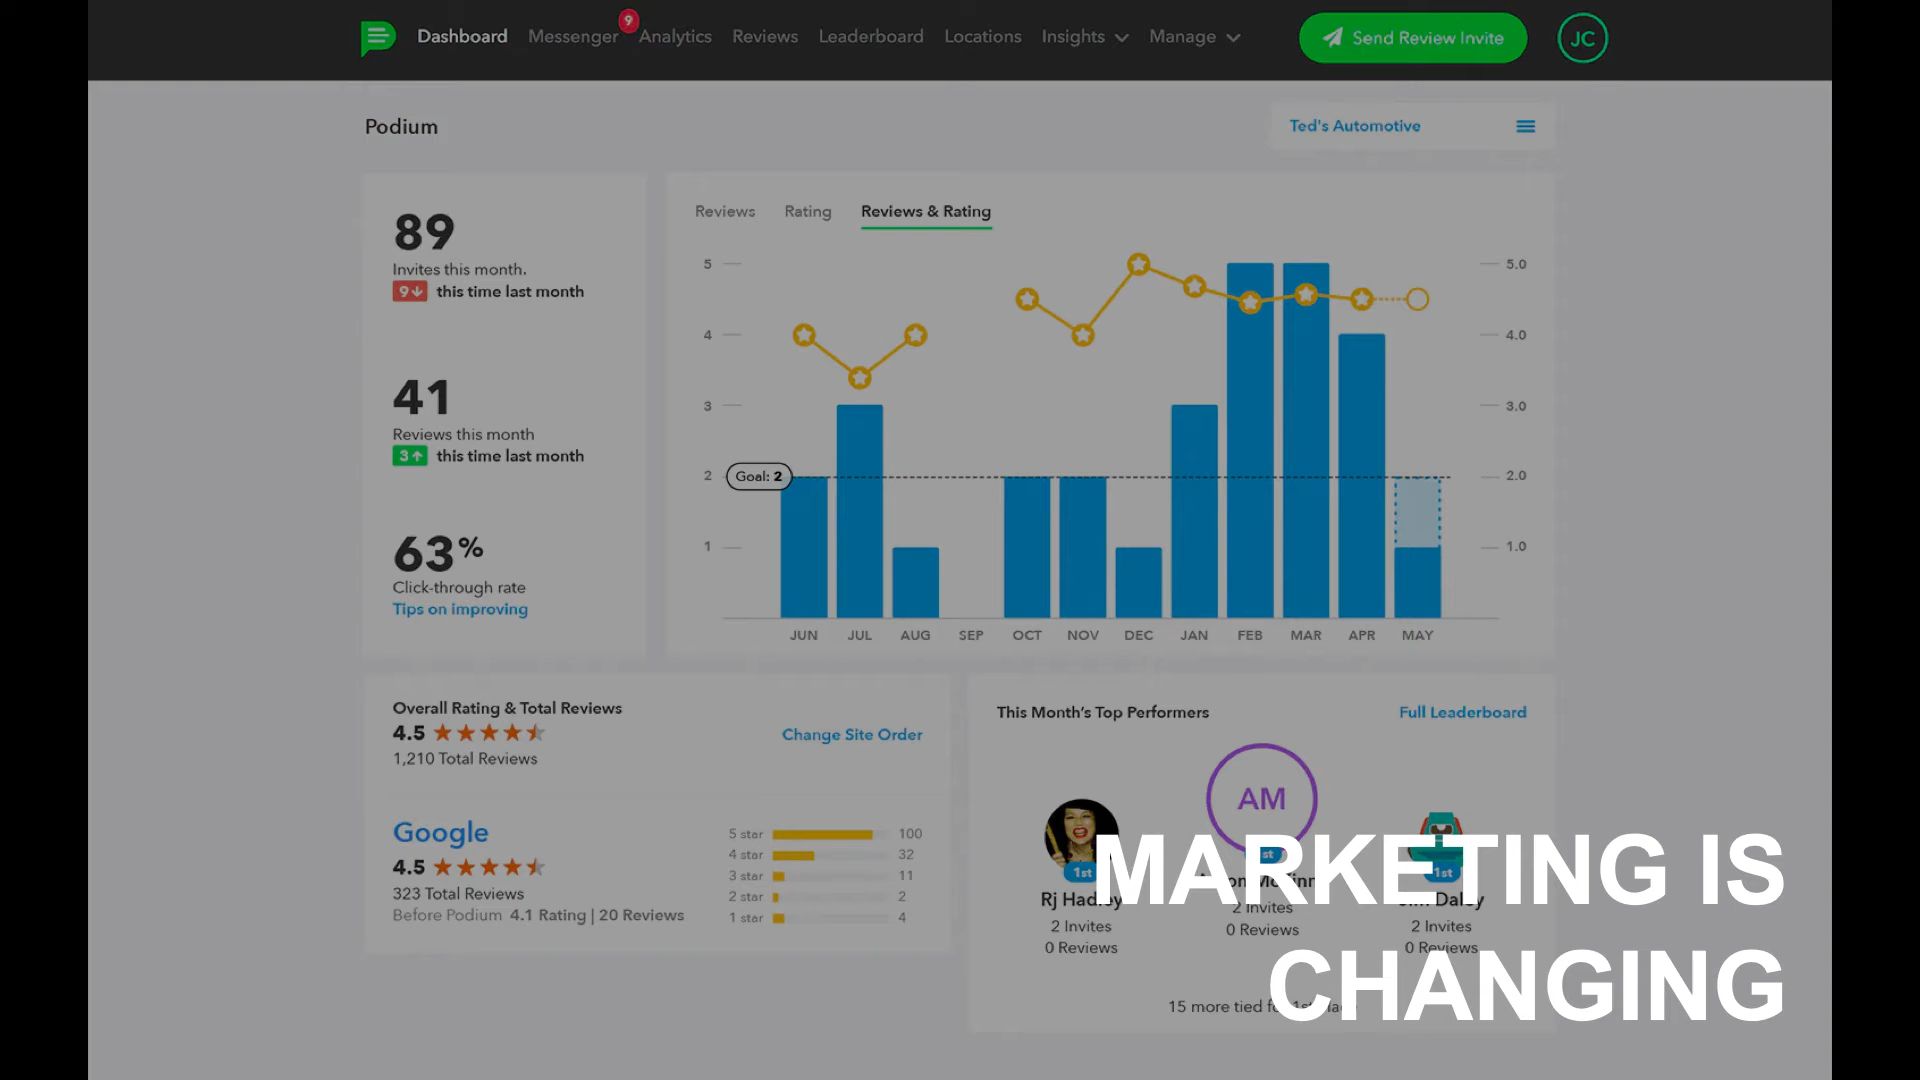 Dashboard Messenger 9 Analytics Reviews Leaderboard Locations Insights Manage Send Review Invite JC
Podium
Ted's Automotive
89
Invites this month.
9 this time last month
41
Reviews this month
3 this time last month
63%
Click-through rate
Tips on improving
Reviews Rating Reviews & Rating
5 5.0
4 4.0
3 3.0
2 Goal: 2 2.0
1 1.0
JUN JUL AUG SEP OCT NOV DEC JAN FEB MAR APR MAY
Overall Rating & Total Reviews
4.5
Change Site Order
1,210 Total Reviews
Google
4.5
323 Total Reviews
Before Podium 4.1 Rating | 20 Reviews
5 star 100
4 star 32
3 star 11
2 star 2
1 star 4
This Month's Top Performers
Full Leaderboard
AM
1st 1st
Rj Hadley Daley
2 Invites 2 Invites 2 Invites
0 Reviews 0 Reviews 0 Reviews
15 more tied 1st
MARKETING IS
CHANGING